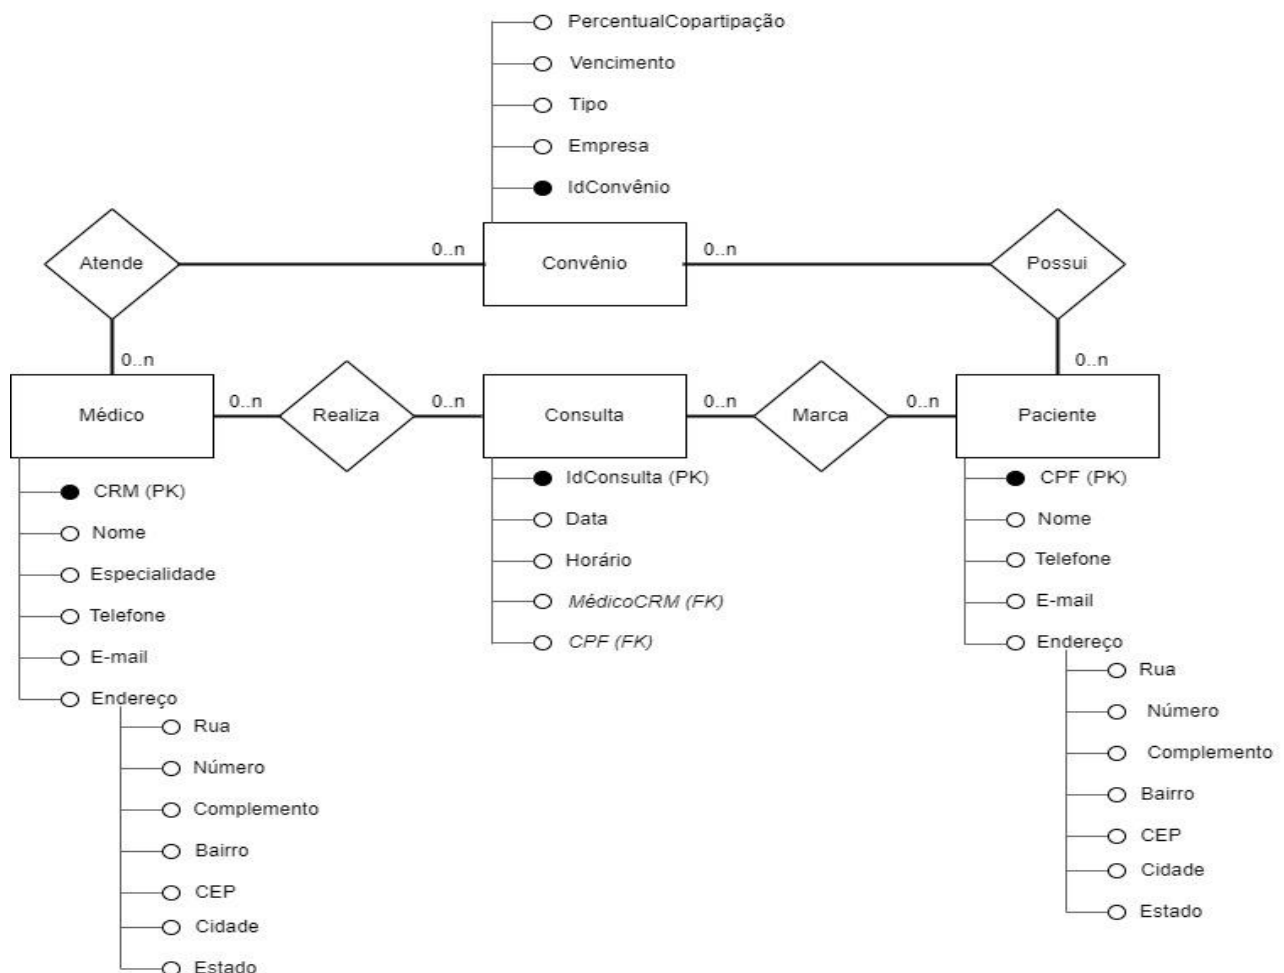 PercentualCopartipação
Vencimento
Tipo
Empresa
IdConvênio
Atende
0..n
Convênio
0..n
Possui
0..n
0..n
Médico
0..n
Realiza
0..n
Consulta
0..n
Marca
0..n
Paciente
CRM (PK)
Nome
Especialidade
Telefone
E-mail
Endereço
Rua
Número
Complemento
Bairro
CEP
Cidade
Estado
IdConsulta (PK)
Data
Horário
MédicoCRM (FK)
CPF (FK)
CPF (PK)
Nome
Telefone
E-mail
Endereço
Rua
Número
Complemento
Bairro
CEP
Cidade
Estado